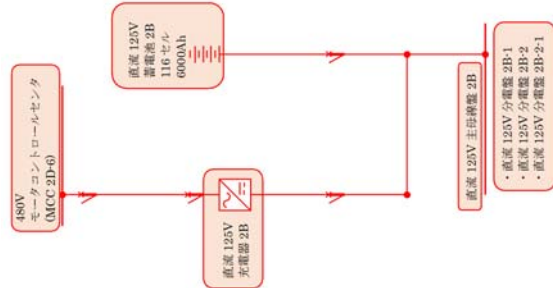 480V
モータコントロールセンタ
(MCC 2D-6)
直流 125V
蓄電池 2B
116 セル
6000Ah
直流 125V
充電器 2B
直流 125V 主母線盤 2B
・直流 125V 分電盤 2B-1
・直流 125V 分電盤 2B-2
・直流 125V 分電盤 2B-2-1